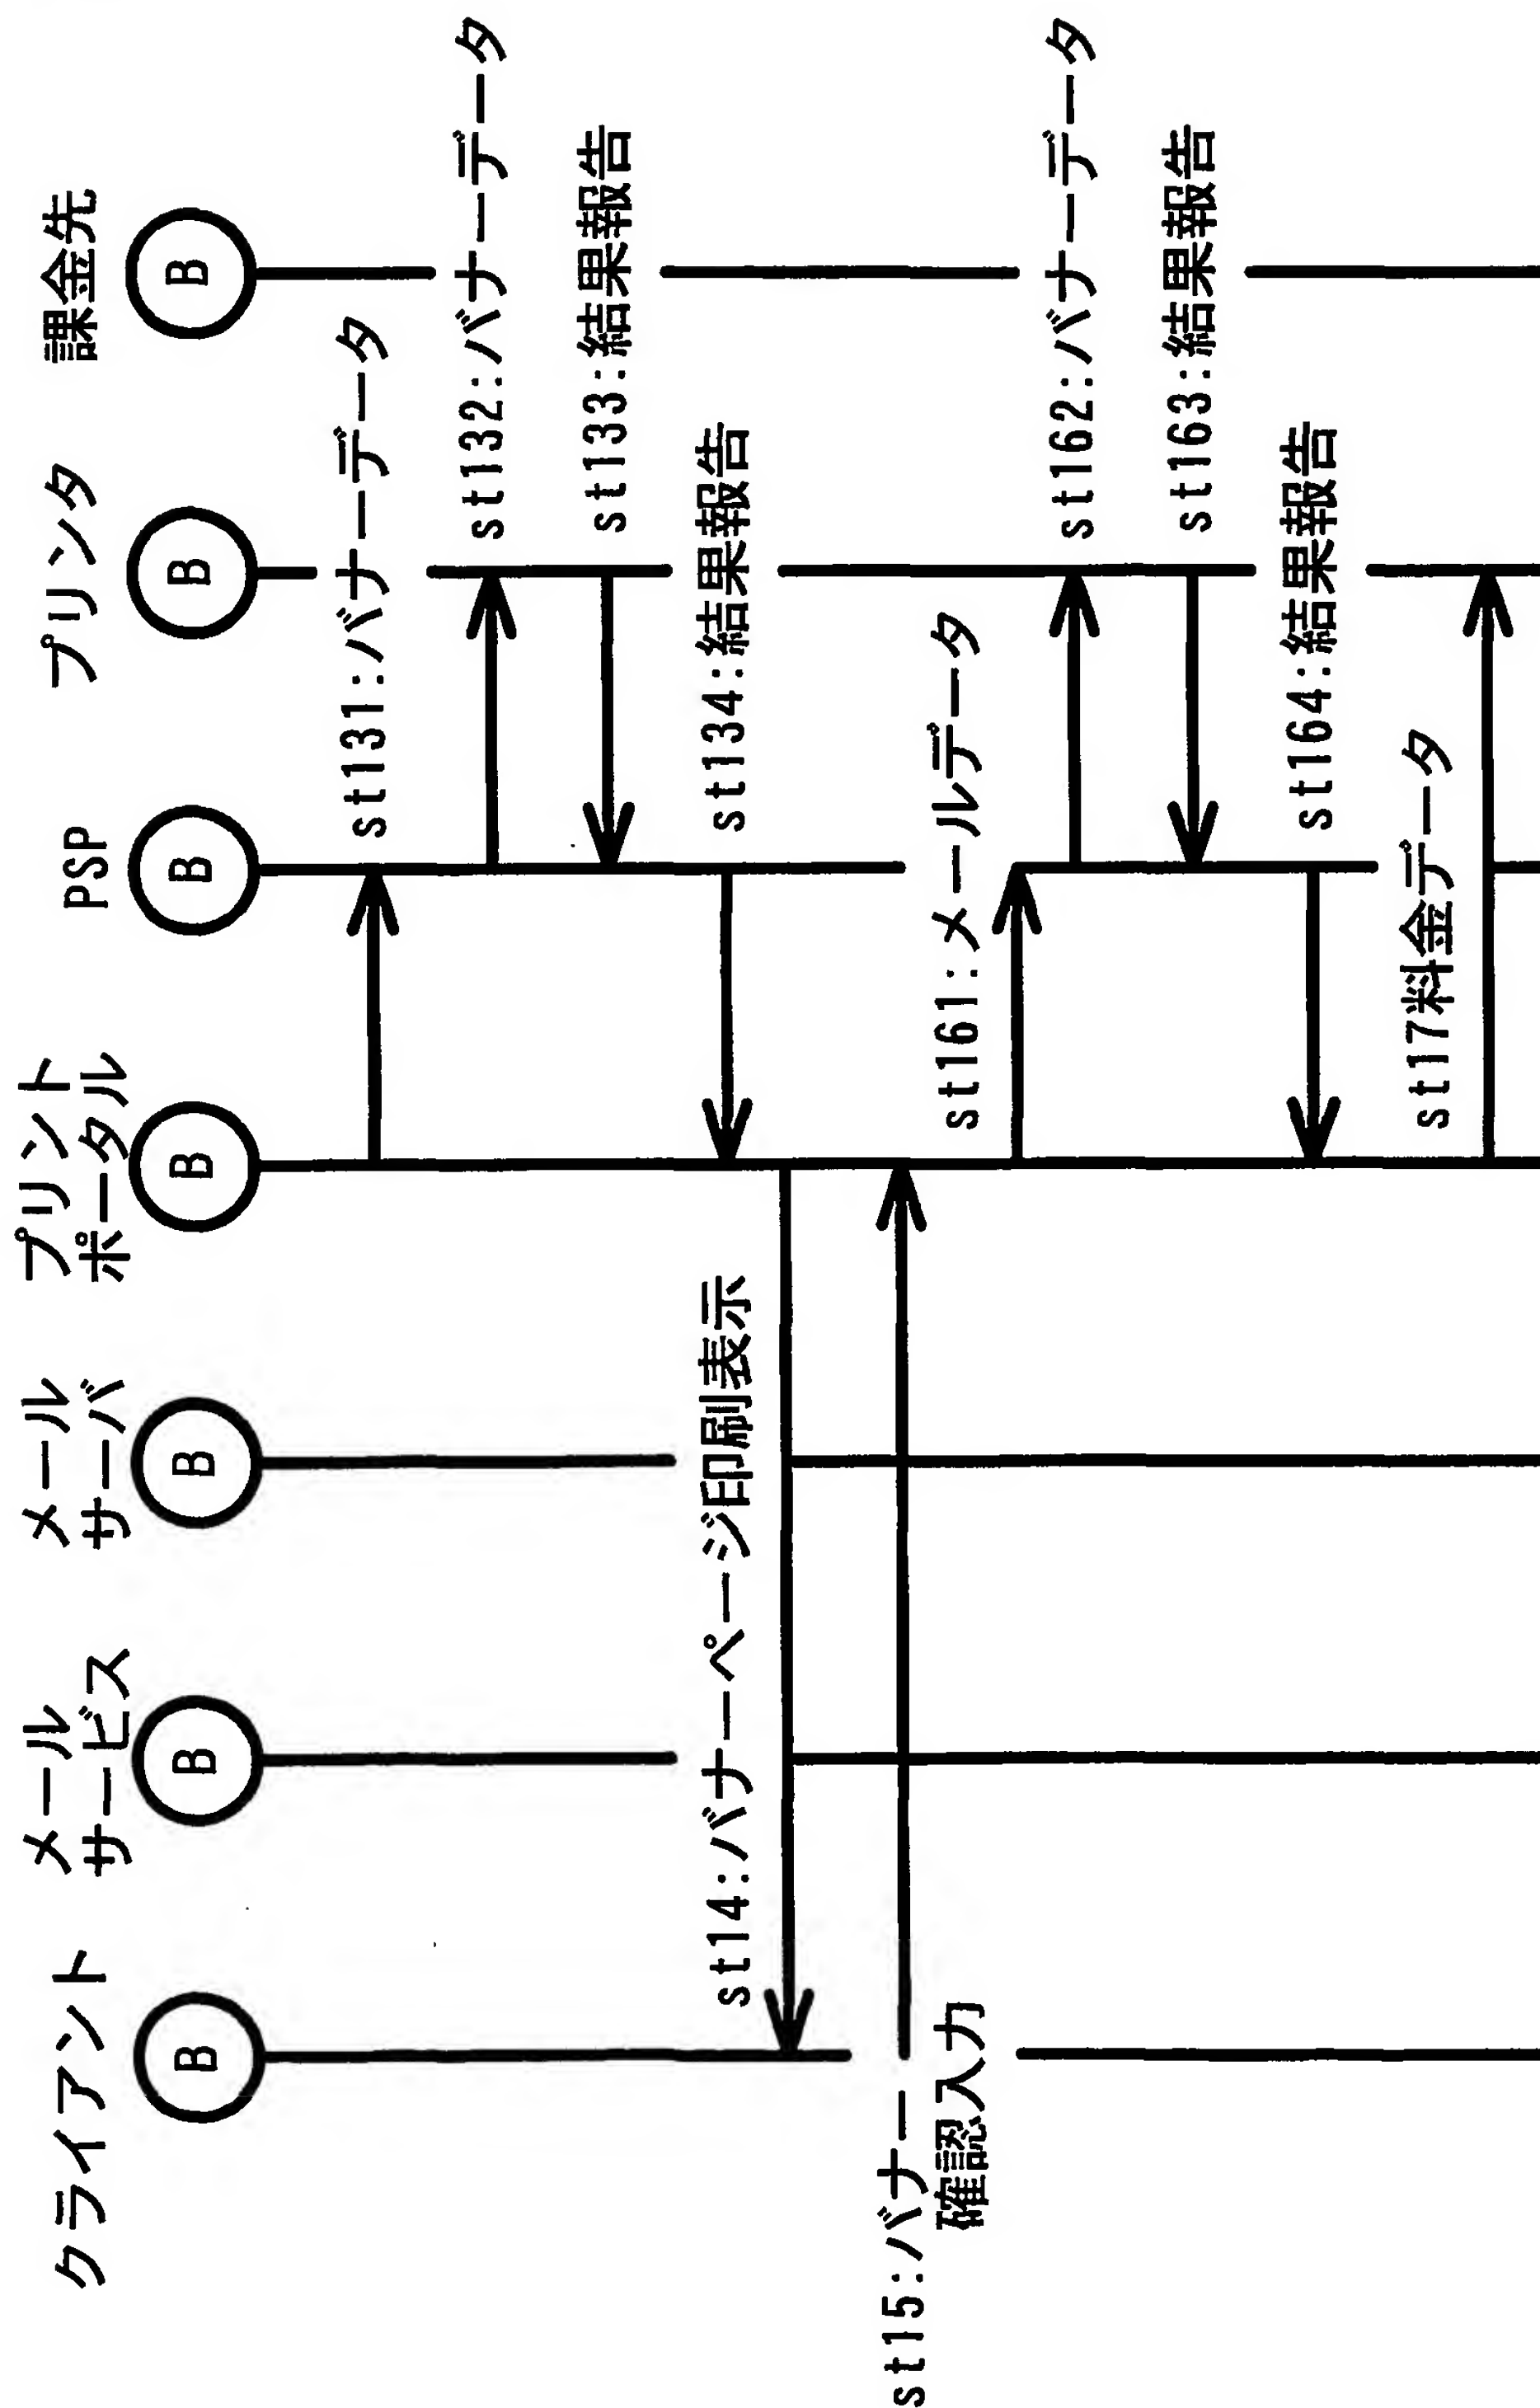 クライアント
メール
サービス
メール
サーバ
プリント
ポータル
PSP
プリンタ
課金先
B
B
B
B
B
B
B
st131:バナーデータ
st132:バナーデータ
st133:結果報告
st134:結果報告
st14:バナーページ印刷表示
st15:バナー
確認入力
st161:メールデータ
st162:バナーデータ
st163:結果報告
st164:結果報告
st17料金データ